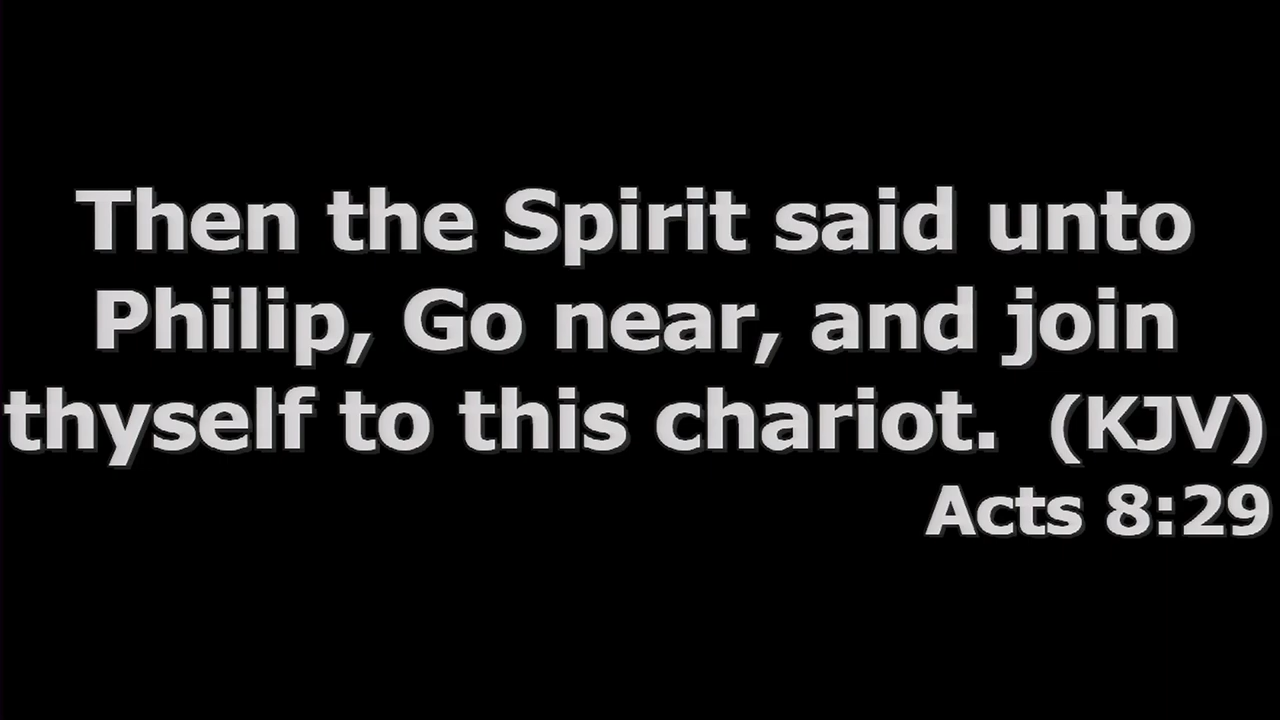 Then the Spirit said unto
Philip, Go near, and join
thyself to this chariot.  (KJV)
Acts 8:29